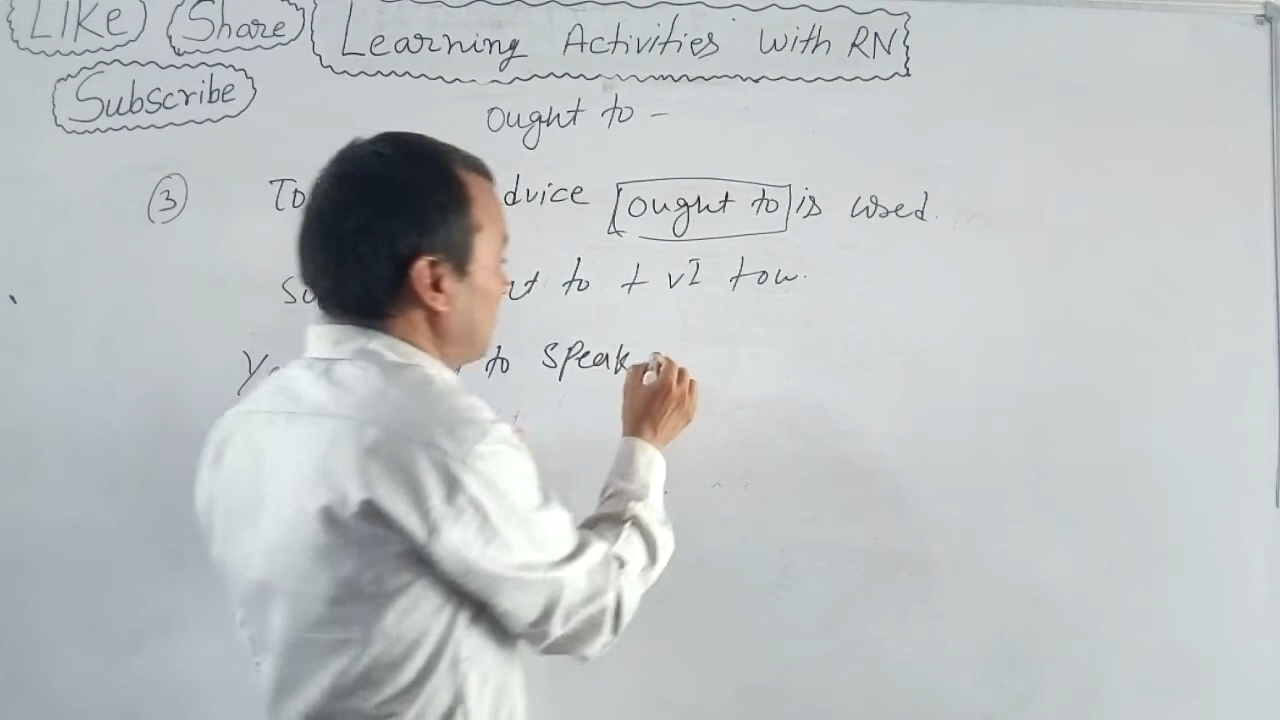 Like Share Learning Activities With RN
Subscribe
ought to -
3 To dvice ought to is used.
to + v1 +ow.
to speak